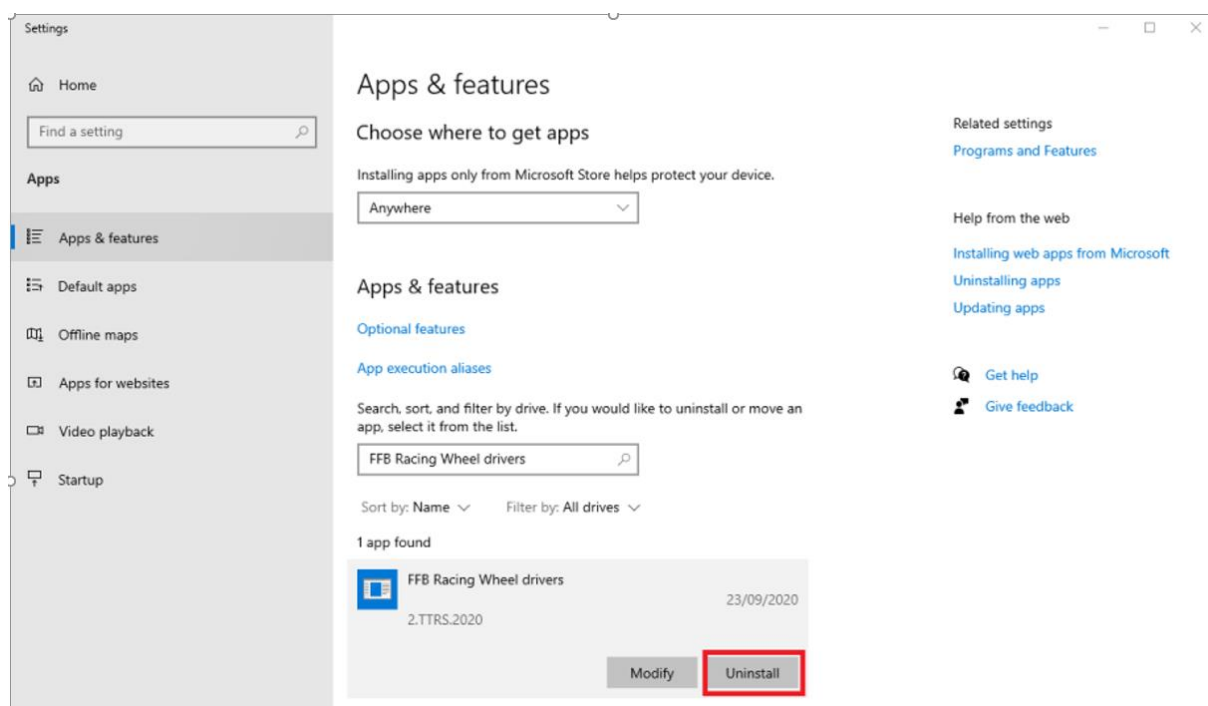 Settings
Home
Find a setting
Apps
Apps & features
Default apps
Offline maps
Apps for websites
Video playback
Startup
Apps & features
Choose where to get apps
Installing apps only from Microsoft Store helps protect your device.
Anywhere
Apps & features
Optional features
App execution aliases
Search, sort, and filter by drive. If you would like to uninstall or move an
app, select it from the list.
FFB Racing Wheel drivers
Sort by: Name Filter by: All drives
1 app found
FFB Racing Wheel drivers
23/09/2020
2.TTRS.2020
Modify Uninstall
Related settings
Programs and Features
Help from the web
Installing web apps from Microsoft
Uninstalling apps
Updating apps
Get help
Give feedback